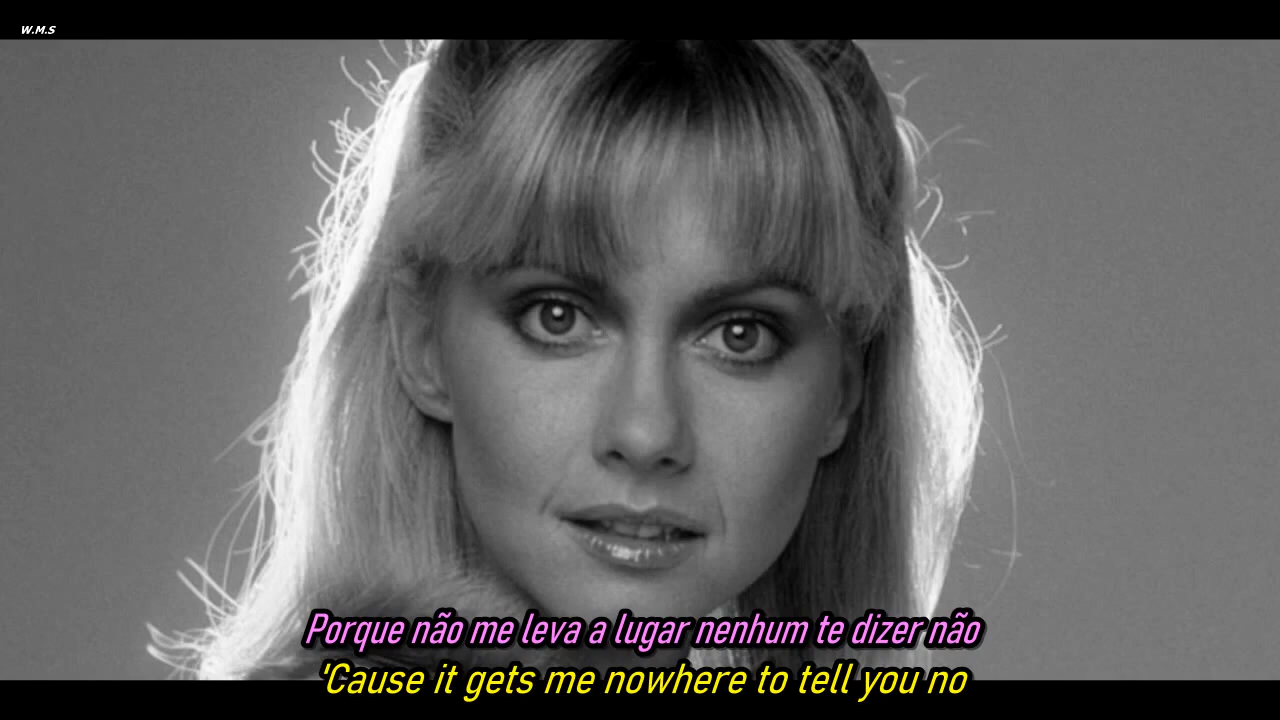 W.M.S
Porque não me leva a lugar nenhum te dizer não
'Cause it gets me nowhere to tell you no